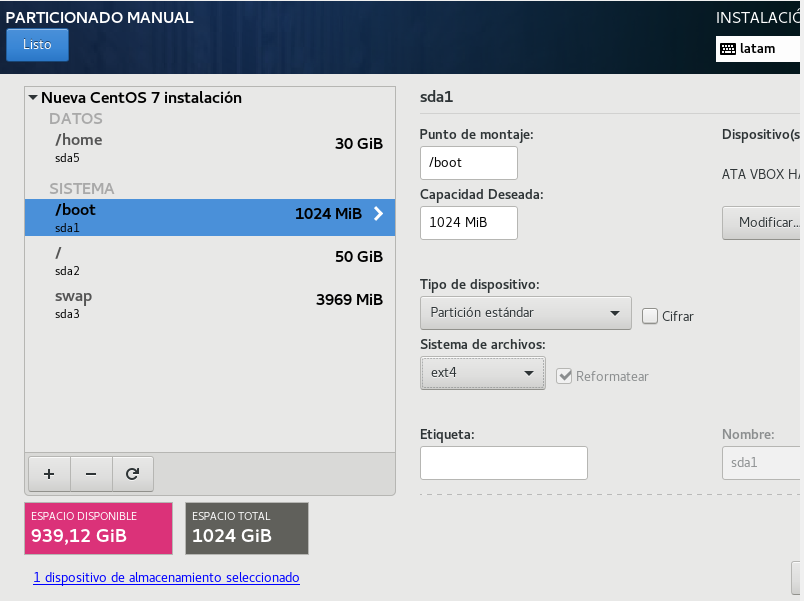 PARTICIONADO MANUAL
INSTALACIÓ
Listo
latam
Nueva CentOS 7 instalación
DATOS
/home 30 GiB
sda5
SISTEMA
/boot 1024 MiB
sda1
/ 50 GiB
sda2
swap 3969 MiB
sda3
+ − 
ESPACIO DISPONIBLE
939,12 GiB
ESPACIO TOTAL
1024 GiB
1 dispositivo de almacenamiento seleccionado
sda1
Punto de montaje:
/boot
Dispositivo(s
ATA VBOX HA
Capacidad Deseada:
1024 MiB
Modificar...
Tipo de dispositivo:
Partición estándar
Cifrar
Sistema de archivos:
ext4
Reformatear
Etiqueta:
Nombre:
sda1